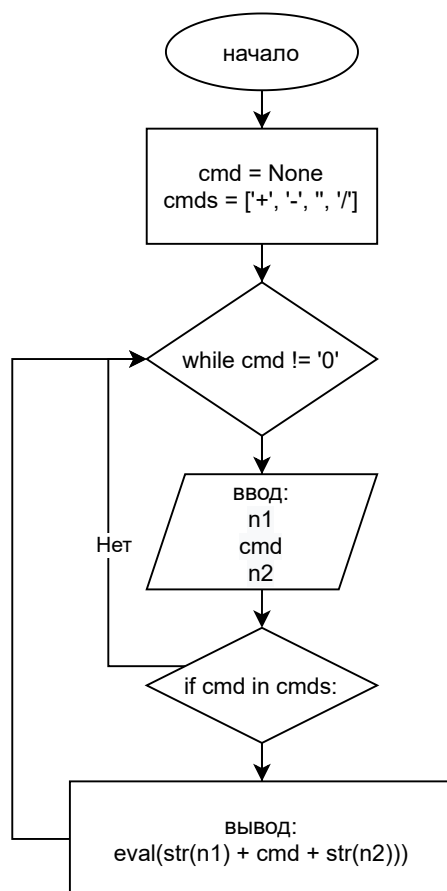 начало
cmd = None
cmds = ['+', '-', '', '/']
while cmd != '0'
ввод:
n1
cmd
n2
Нет
if cmd in cmds:
вывод:
eval(str(n1) + cmd + str(n2)))